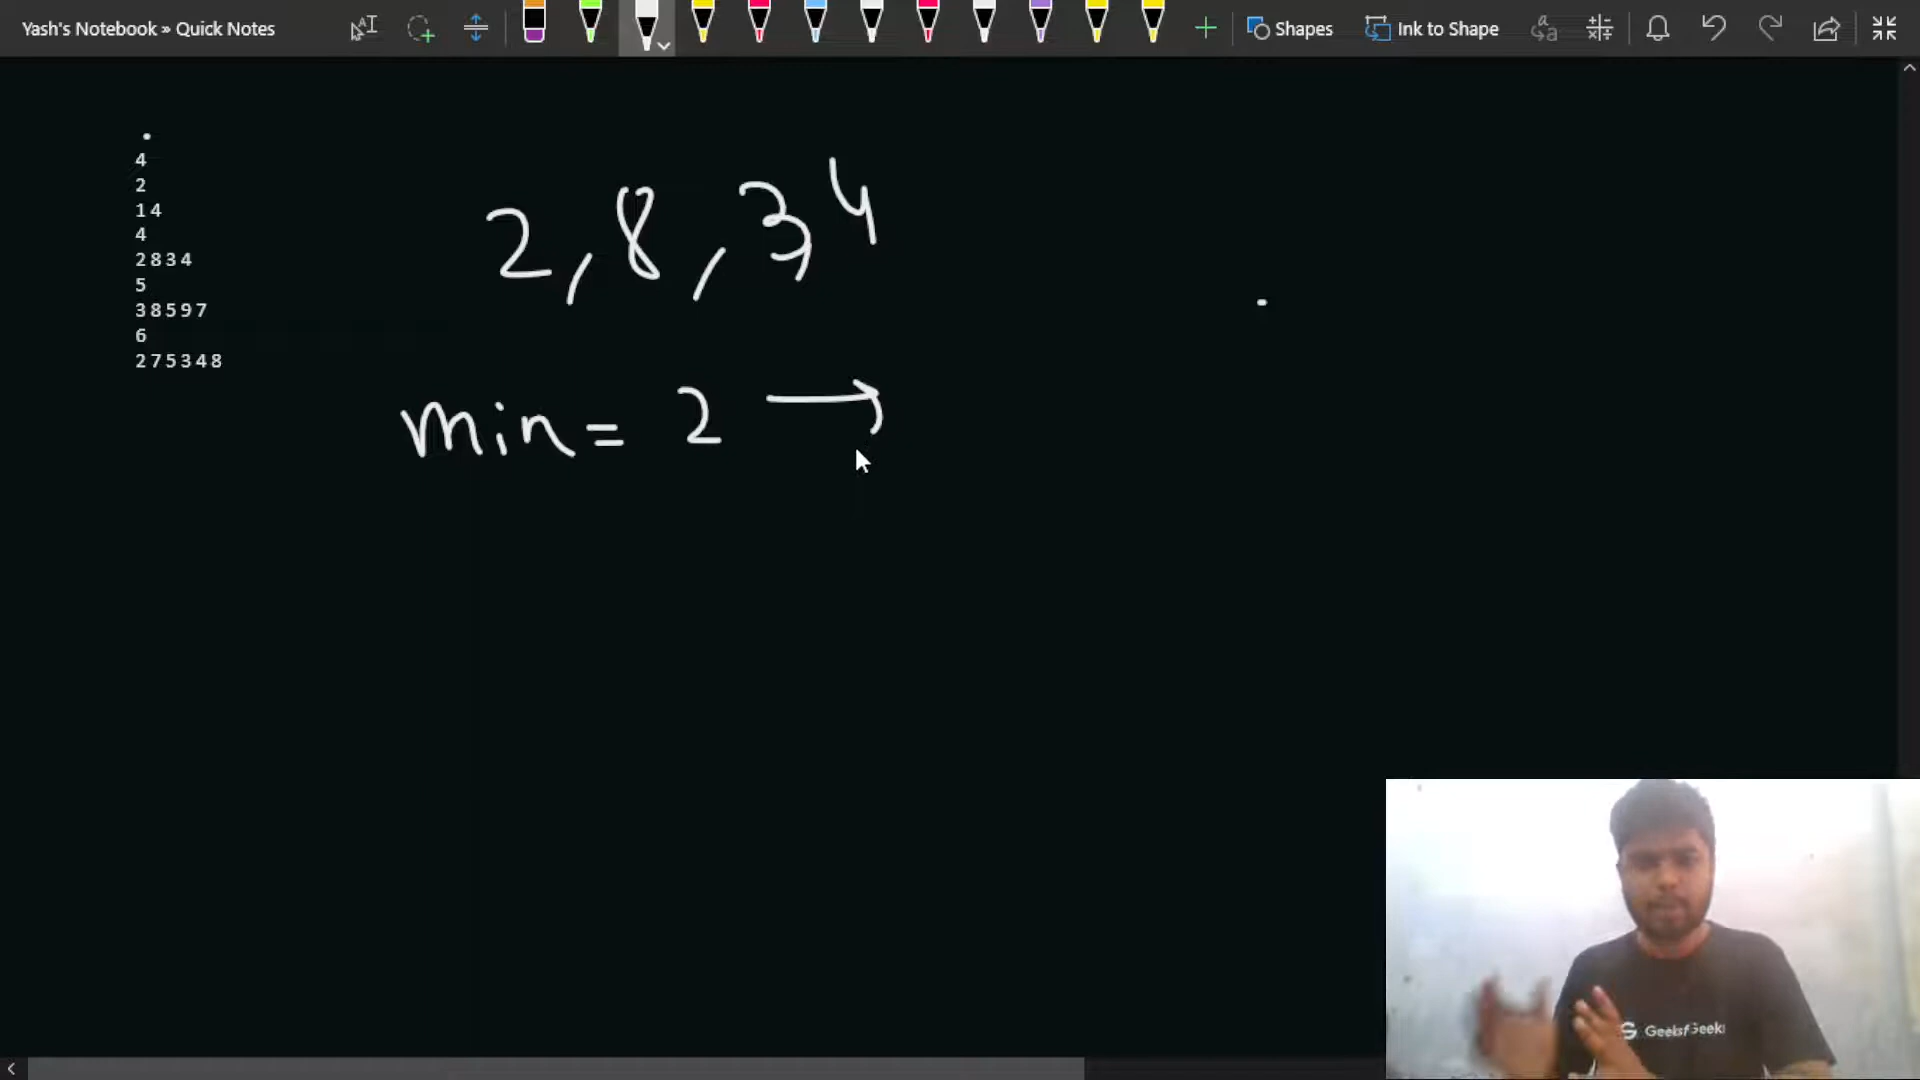 Yash's Notebook » Quick Notes
Shapes
Ink to Shape
4
2
1 4
4
2 8 3 4
5
3 8 5 9 7
6
2 7 5 3 4 8
2, 8, 3, 4
min = 2 →